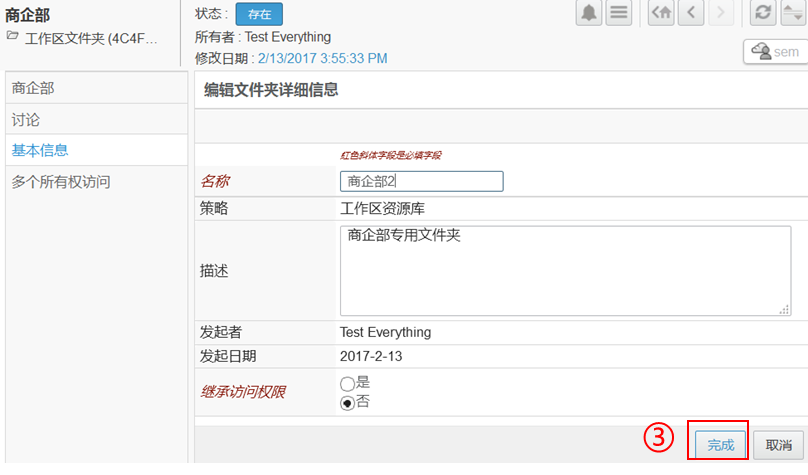 商企部
工作区文件夹 (4C4F…
状态 : 存在
所有者 : Test Everything
修改日期 : 2/13/2017 3:55:33 PM
sem
商企部
讨论
基本信息
多个所有权访问
编辑文件夹详细信息
红色斜体字段是必填字段
名称 商企部2
策略 工作区资源库
描述 商企部专用文件夹
发起者 Test Everything
发起日期 2017-2-13
继承访问权限 是
否
③ 完成 取消